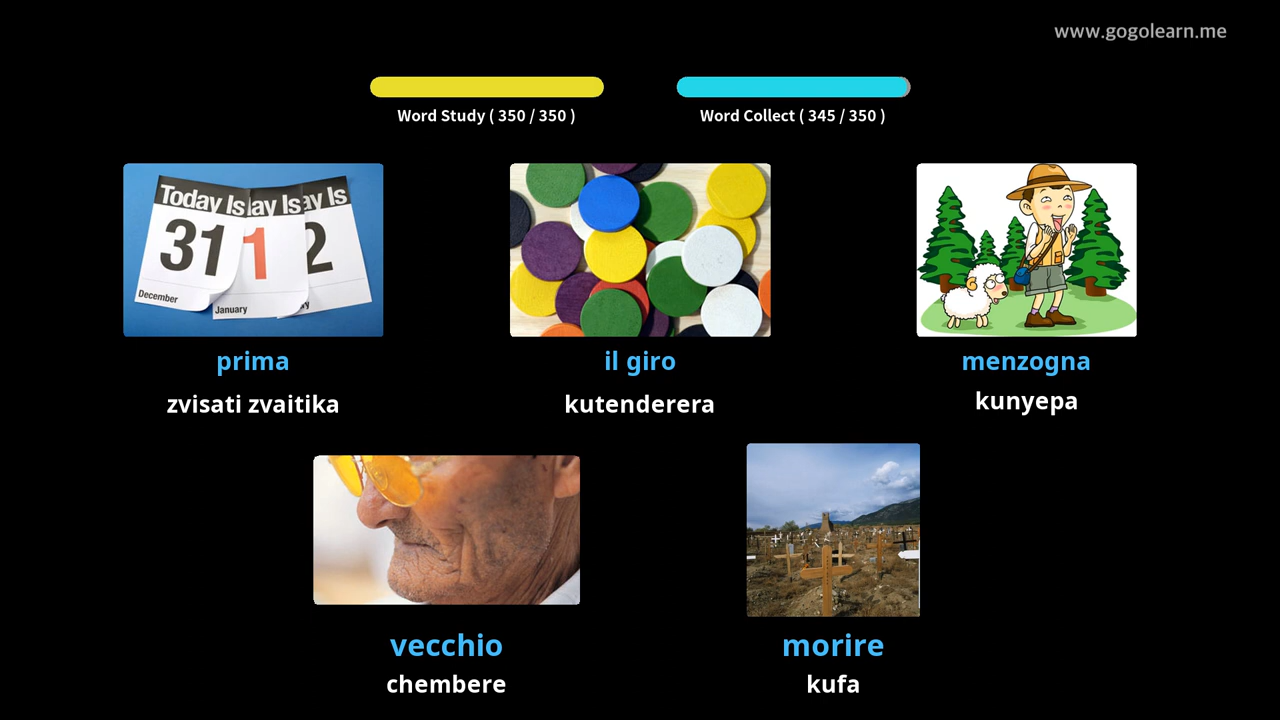 www.gogolearn.me
Word Study ( 350 / 350 )
Word Collect ( 345 / 350 )
Today Is
ay Is
ay Is
31
1
2
December
January
ry
prima
il giro
menzogna
zvisati zvaitika
kutenderera
kunyepa
vecchio
morire
chembere
kufa